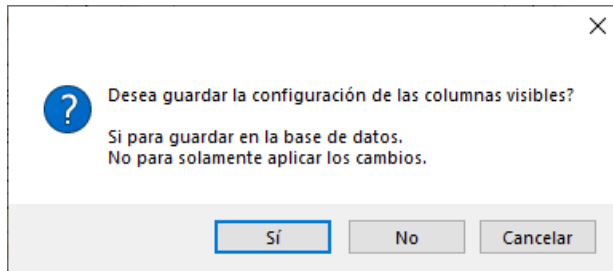 Desea guardar la configuración de las columnas visibles?
Si para guardar en la base de datos.
No para solamente aplicar los cambios.
Sí No Cancelar